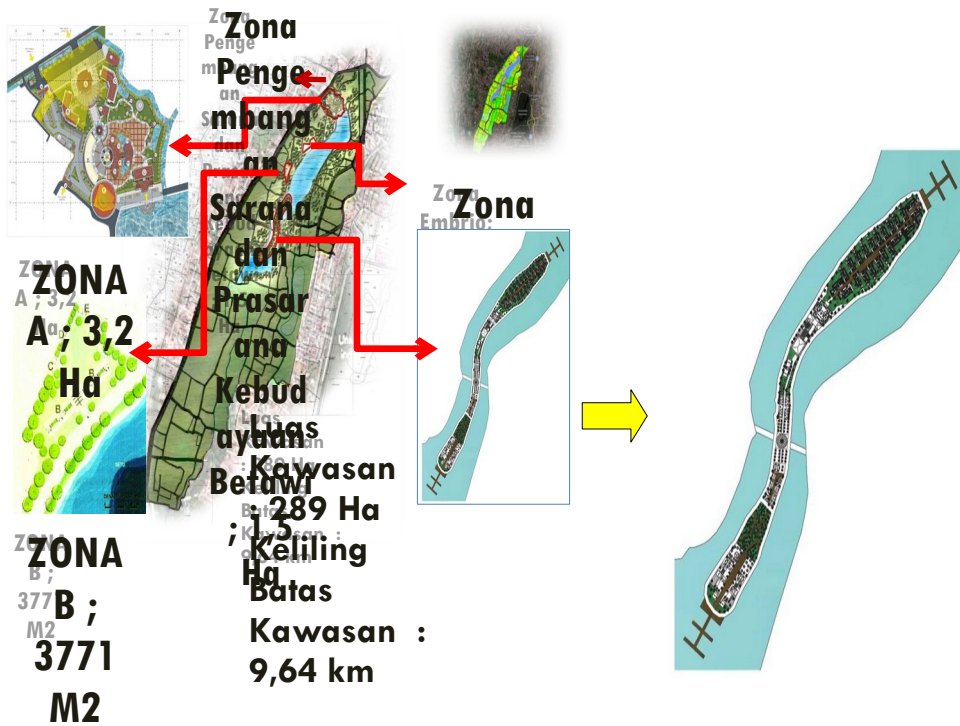 Zona
Penge
mbang
an
Sarana
dan
Prasar
ana
Kebud
ayaan
Betawi
; 1,5
Ha
Zona
Embrio;
ZONA
A ; 3,2
Ha
Luas
Kawasan
: 289 Ha
Keliling
Batas
Kawasan :
9,64 km
ZONA
B ;
3771
M2